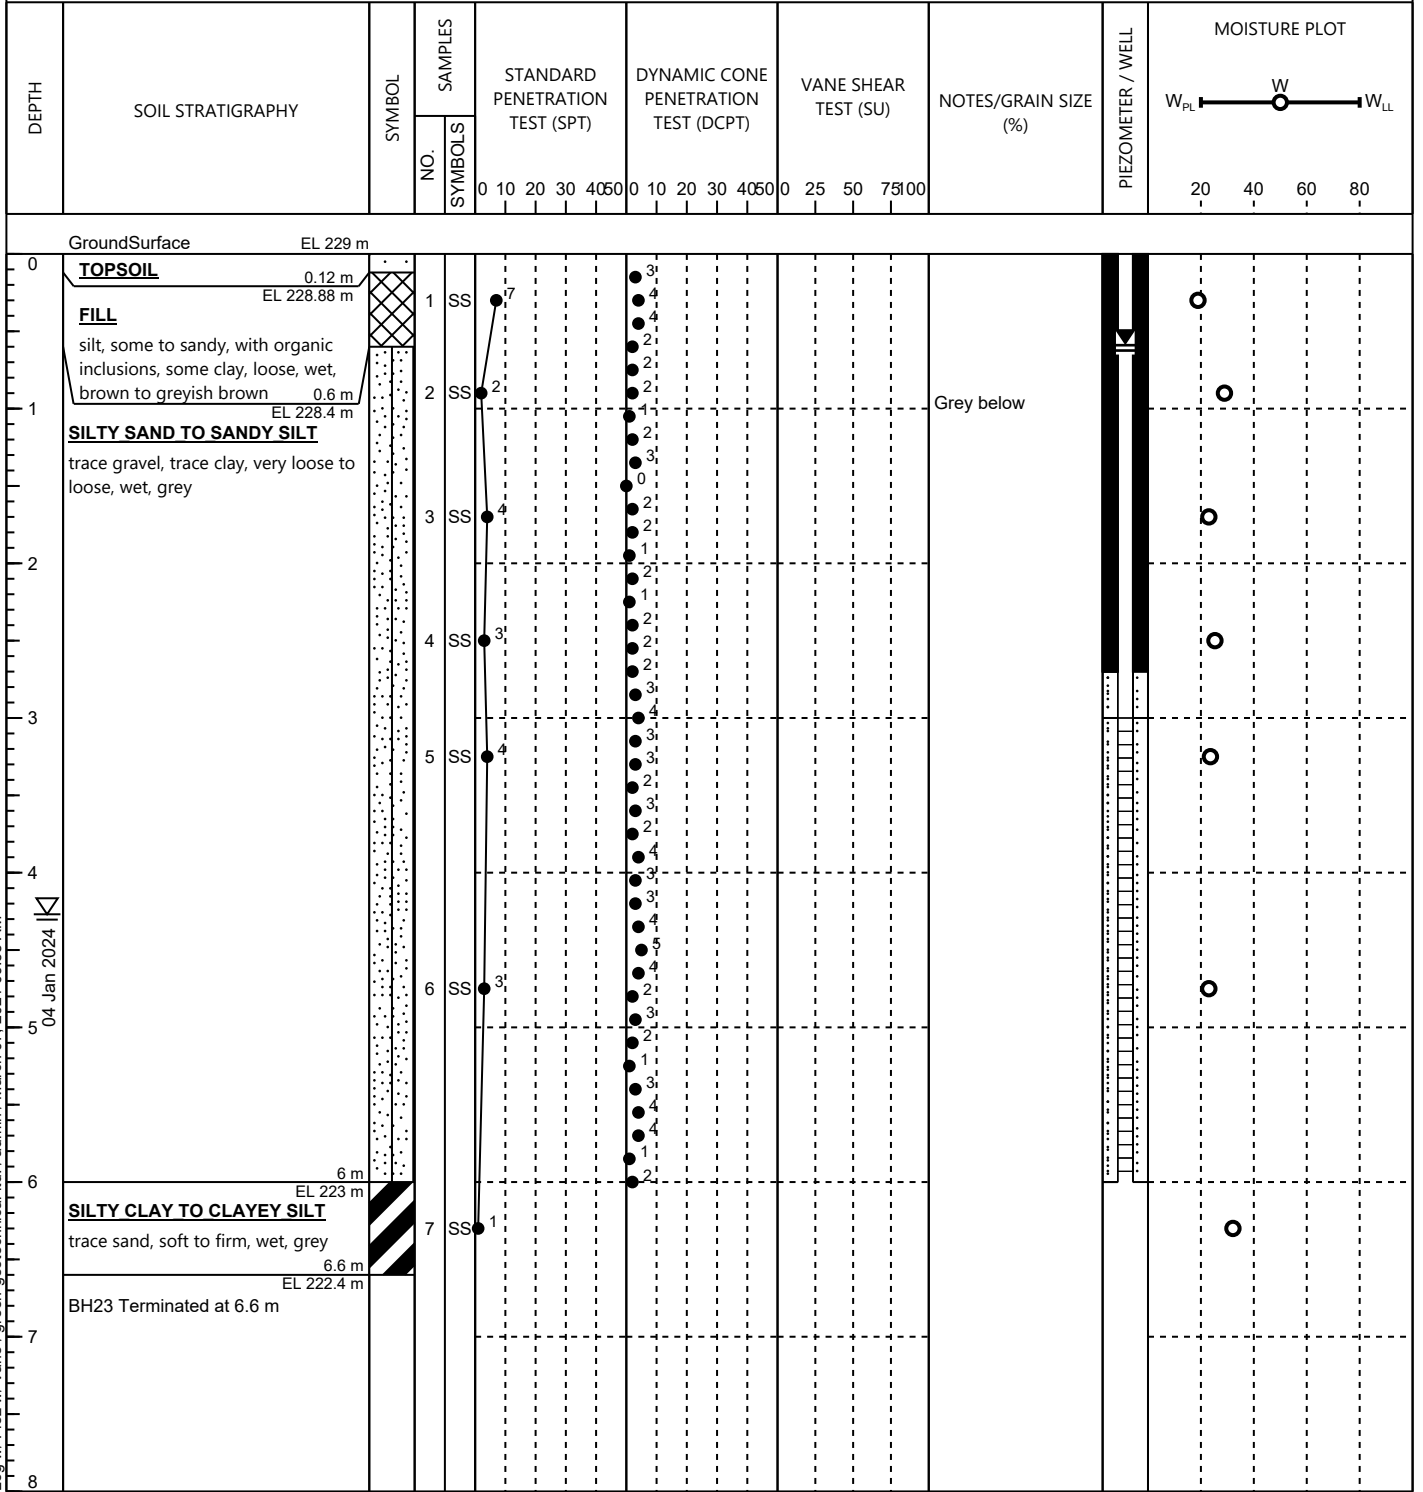 DEPTH
SOIL STRATIGRAPHY
SYMBOL
SAMPLES
NO.
SYMBOLS
STANDARD
PENETRATION
TEST (SPT)
0 10 20 30 40 50
DYNAMIC CONE
PENETRATION
TEST (DCPT)
0 10 20 30 40 50
VANE SHEAR
TEST (SU)
0 25 50 75 100
NOTES/GRAIN SIZE
(%)
PIEZOMETER / WELL
MOISTURE PLOT
W
WPL WLL
20 40 60 80
GroundSurface EL 229 m
TOPSOIL 0.12 m
EL 228.88 m
FILL
silt, some to sandy, with organic
inclusions, some clay, loose, wet,
brown to greyish brown 0.6 m
EL 228.4 m
SILTY SAND TO SANDY SILT
trace gravel, trace clay, very loose to
loose, wet, grey
6 m
EL 223 m
SILTY CLAY TO CLAYEY SILT
trace sand, soft to firm, wet, grey
6.6 m
EL 222.4 m
BH23 Terminated at 6.6 m
0
1
2
3
4
5
6
7
8
04 Jan 2024
1 SS 7
2 SS 2
3 SS 4
4 SS 3
5 SS 4
6 SS 3
7 SS 1
3
4
4
2
2
2
1
2
3
0
2
2
1
2
1
2
2
2
3
4
3
3
2
3
2
4
3
3
4
5
4
2
3
2
1
3
4
4
1
2
Grey below